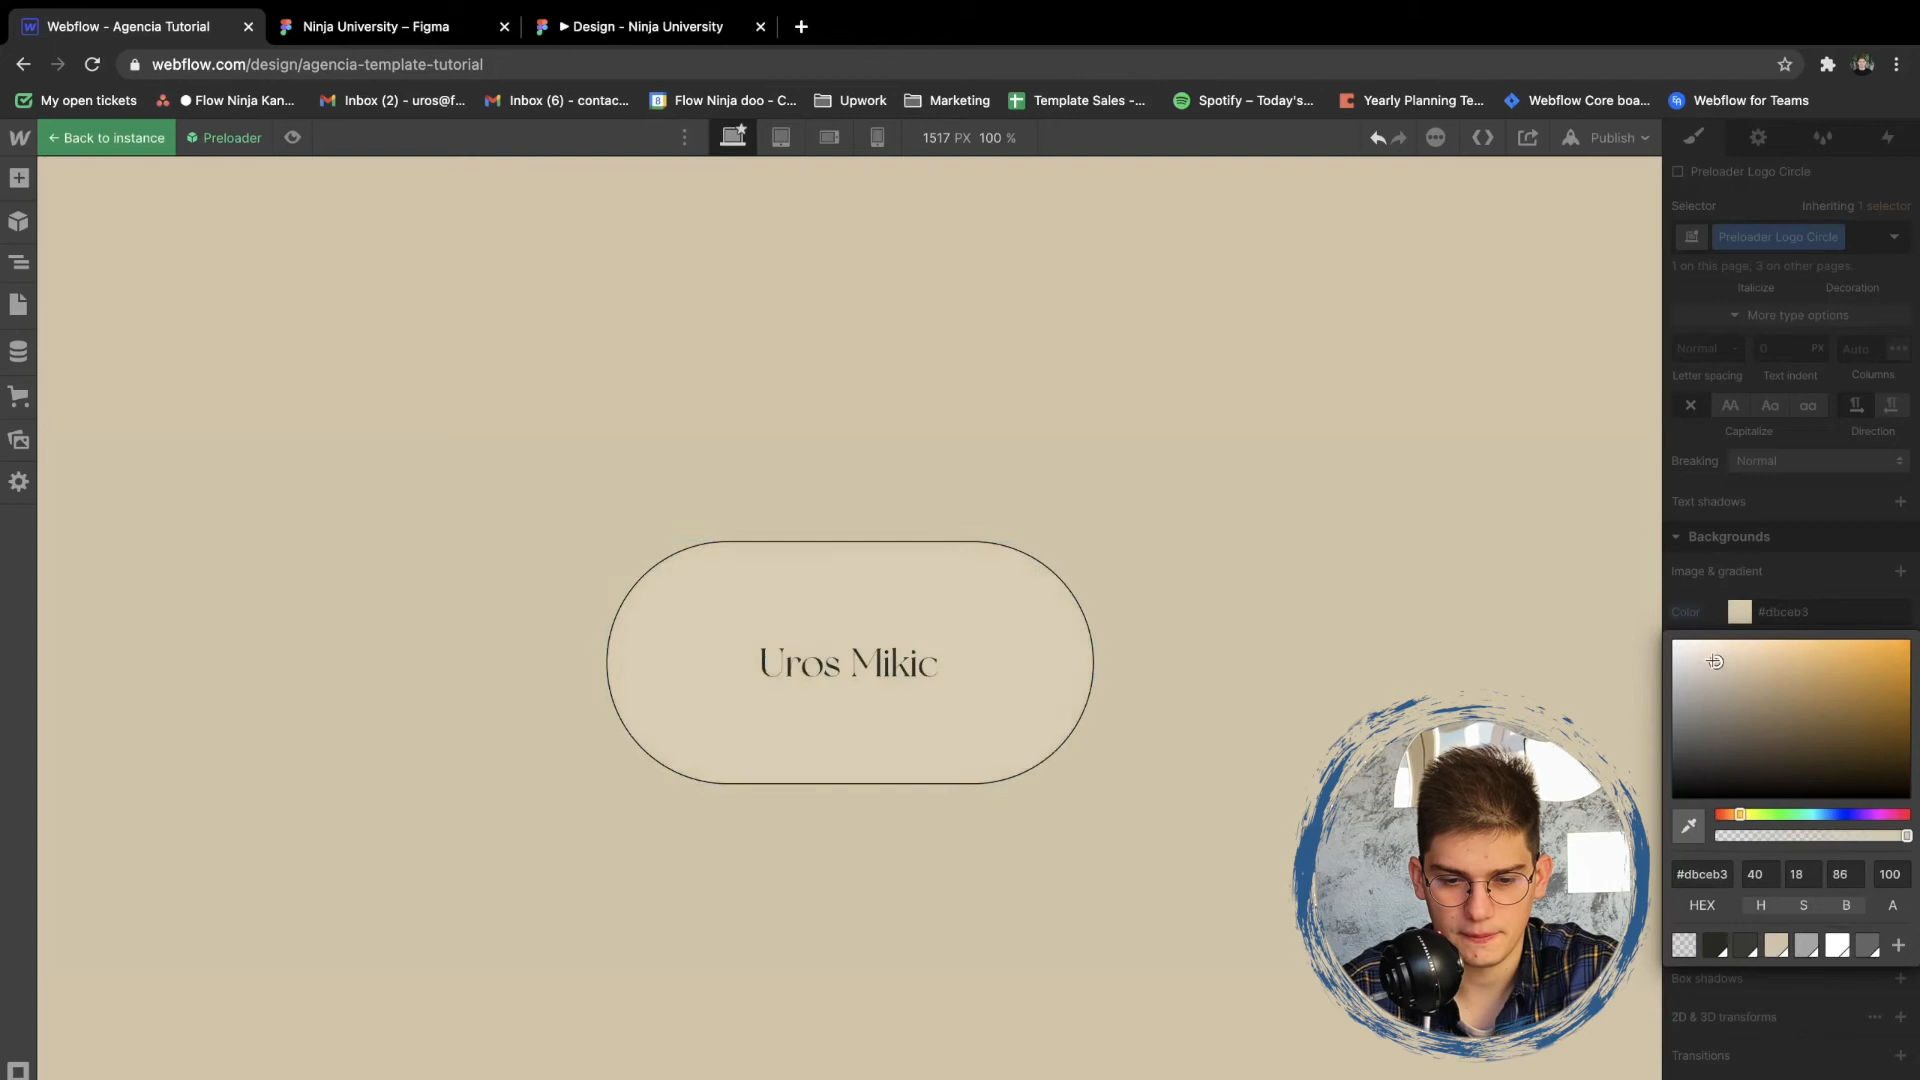 Webflow - Agencia Tutorial
Ninja University – Figma
Design - Ninja University
webflow.com/design/agencia-template-tutorial
My open tickets
Flow Ninja Kan...
Inbox (2) - uros@f...
Inbox (6) - contac...
Flow Ninja doo - C...
Upwork
Marketing
Template Sales -...
Spotify – Today's...
Yearly Planning Te...
Webflow Core boa...
Webflow for Teams
Back to instance
Preloader
1517 PX 100 %
Publish
Preloader Logo Circle
Selector
Inheriting 1 selector
Preloader Logo Circle
1 on this page, 3 on other pages.
Italicize
Decoration
More type options
Normal
0
PX
Auto
Letter spacing
Text indent
Columns
AA
Aa
aa
Capitalize
Direction
Breaking
Normal
Text shadows
Backgrounds
Image & gradient
Color
#dbceb3
Uros Mikic
#dbceb3
40
18
86
100
HEX
H
S
B
A
Box shadows
2D & 3D transforms
Transitions